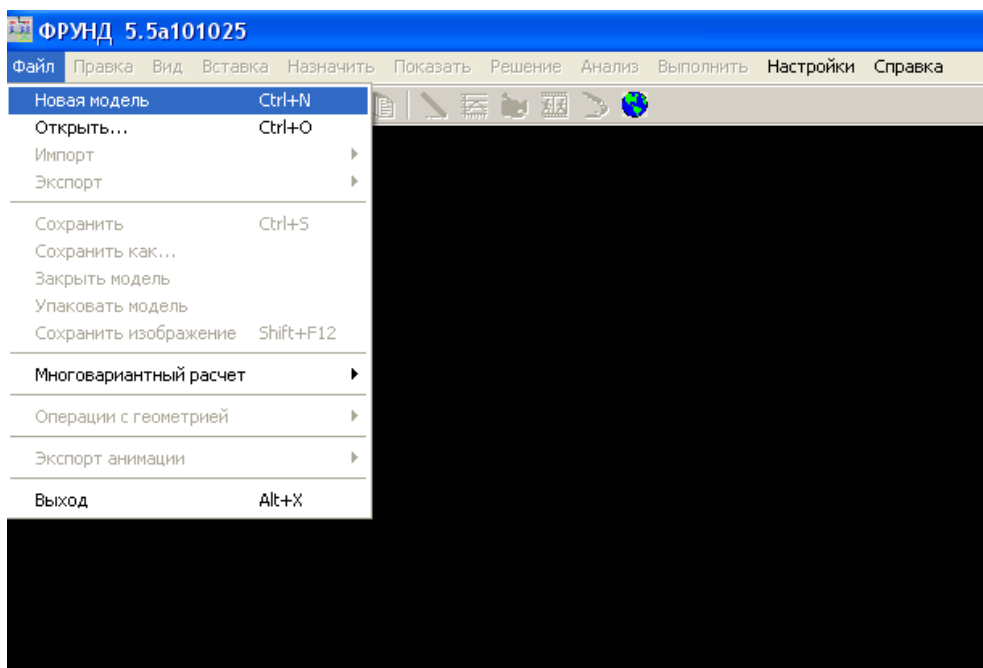 ФРУНД 5.5a101025
Файл Правка Вид Вставка Назначить Показать Решение Анализ Выполнить Настройки Справка
Новая модель Ctrl+N
Открыть... Ctrl+O
Импорт
Экспорт
Сохранить Ctrl+S
Сохранить как...
Закрыть модель
Упаковать модель
Сохранить изображение Shift+F12
Многовариантный расчет
Операции с геометрией
Экспорт анимации
Выход Alt+X